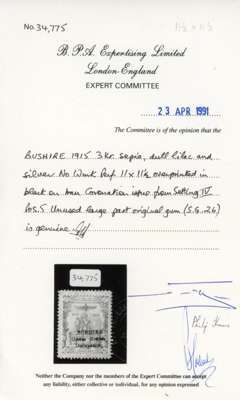 No. 34,775
B.P.A. Expertising Limited
London England
EXPERT COMMITTEE
23 APR 1991
The Committee is of the opinion that the
BUSHIRE 1915 3 Kr. sepia, dull lilac and
silver. No Wmk Perf. 11 x 11½ overprinted in
black on Iran Coronation issue from Setting IV
Pos. 5 Unused large part original gum (S.G. 26)
is genuine
34,775
BUSHIRE
Under British
Occupation.
Neither the Company nor the members of the Expert Committee can accept
any liability, either collective or individual, for any opinion expressed